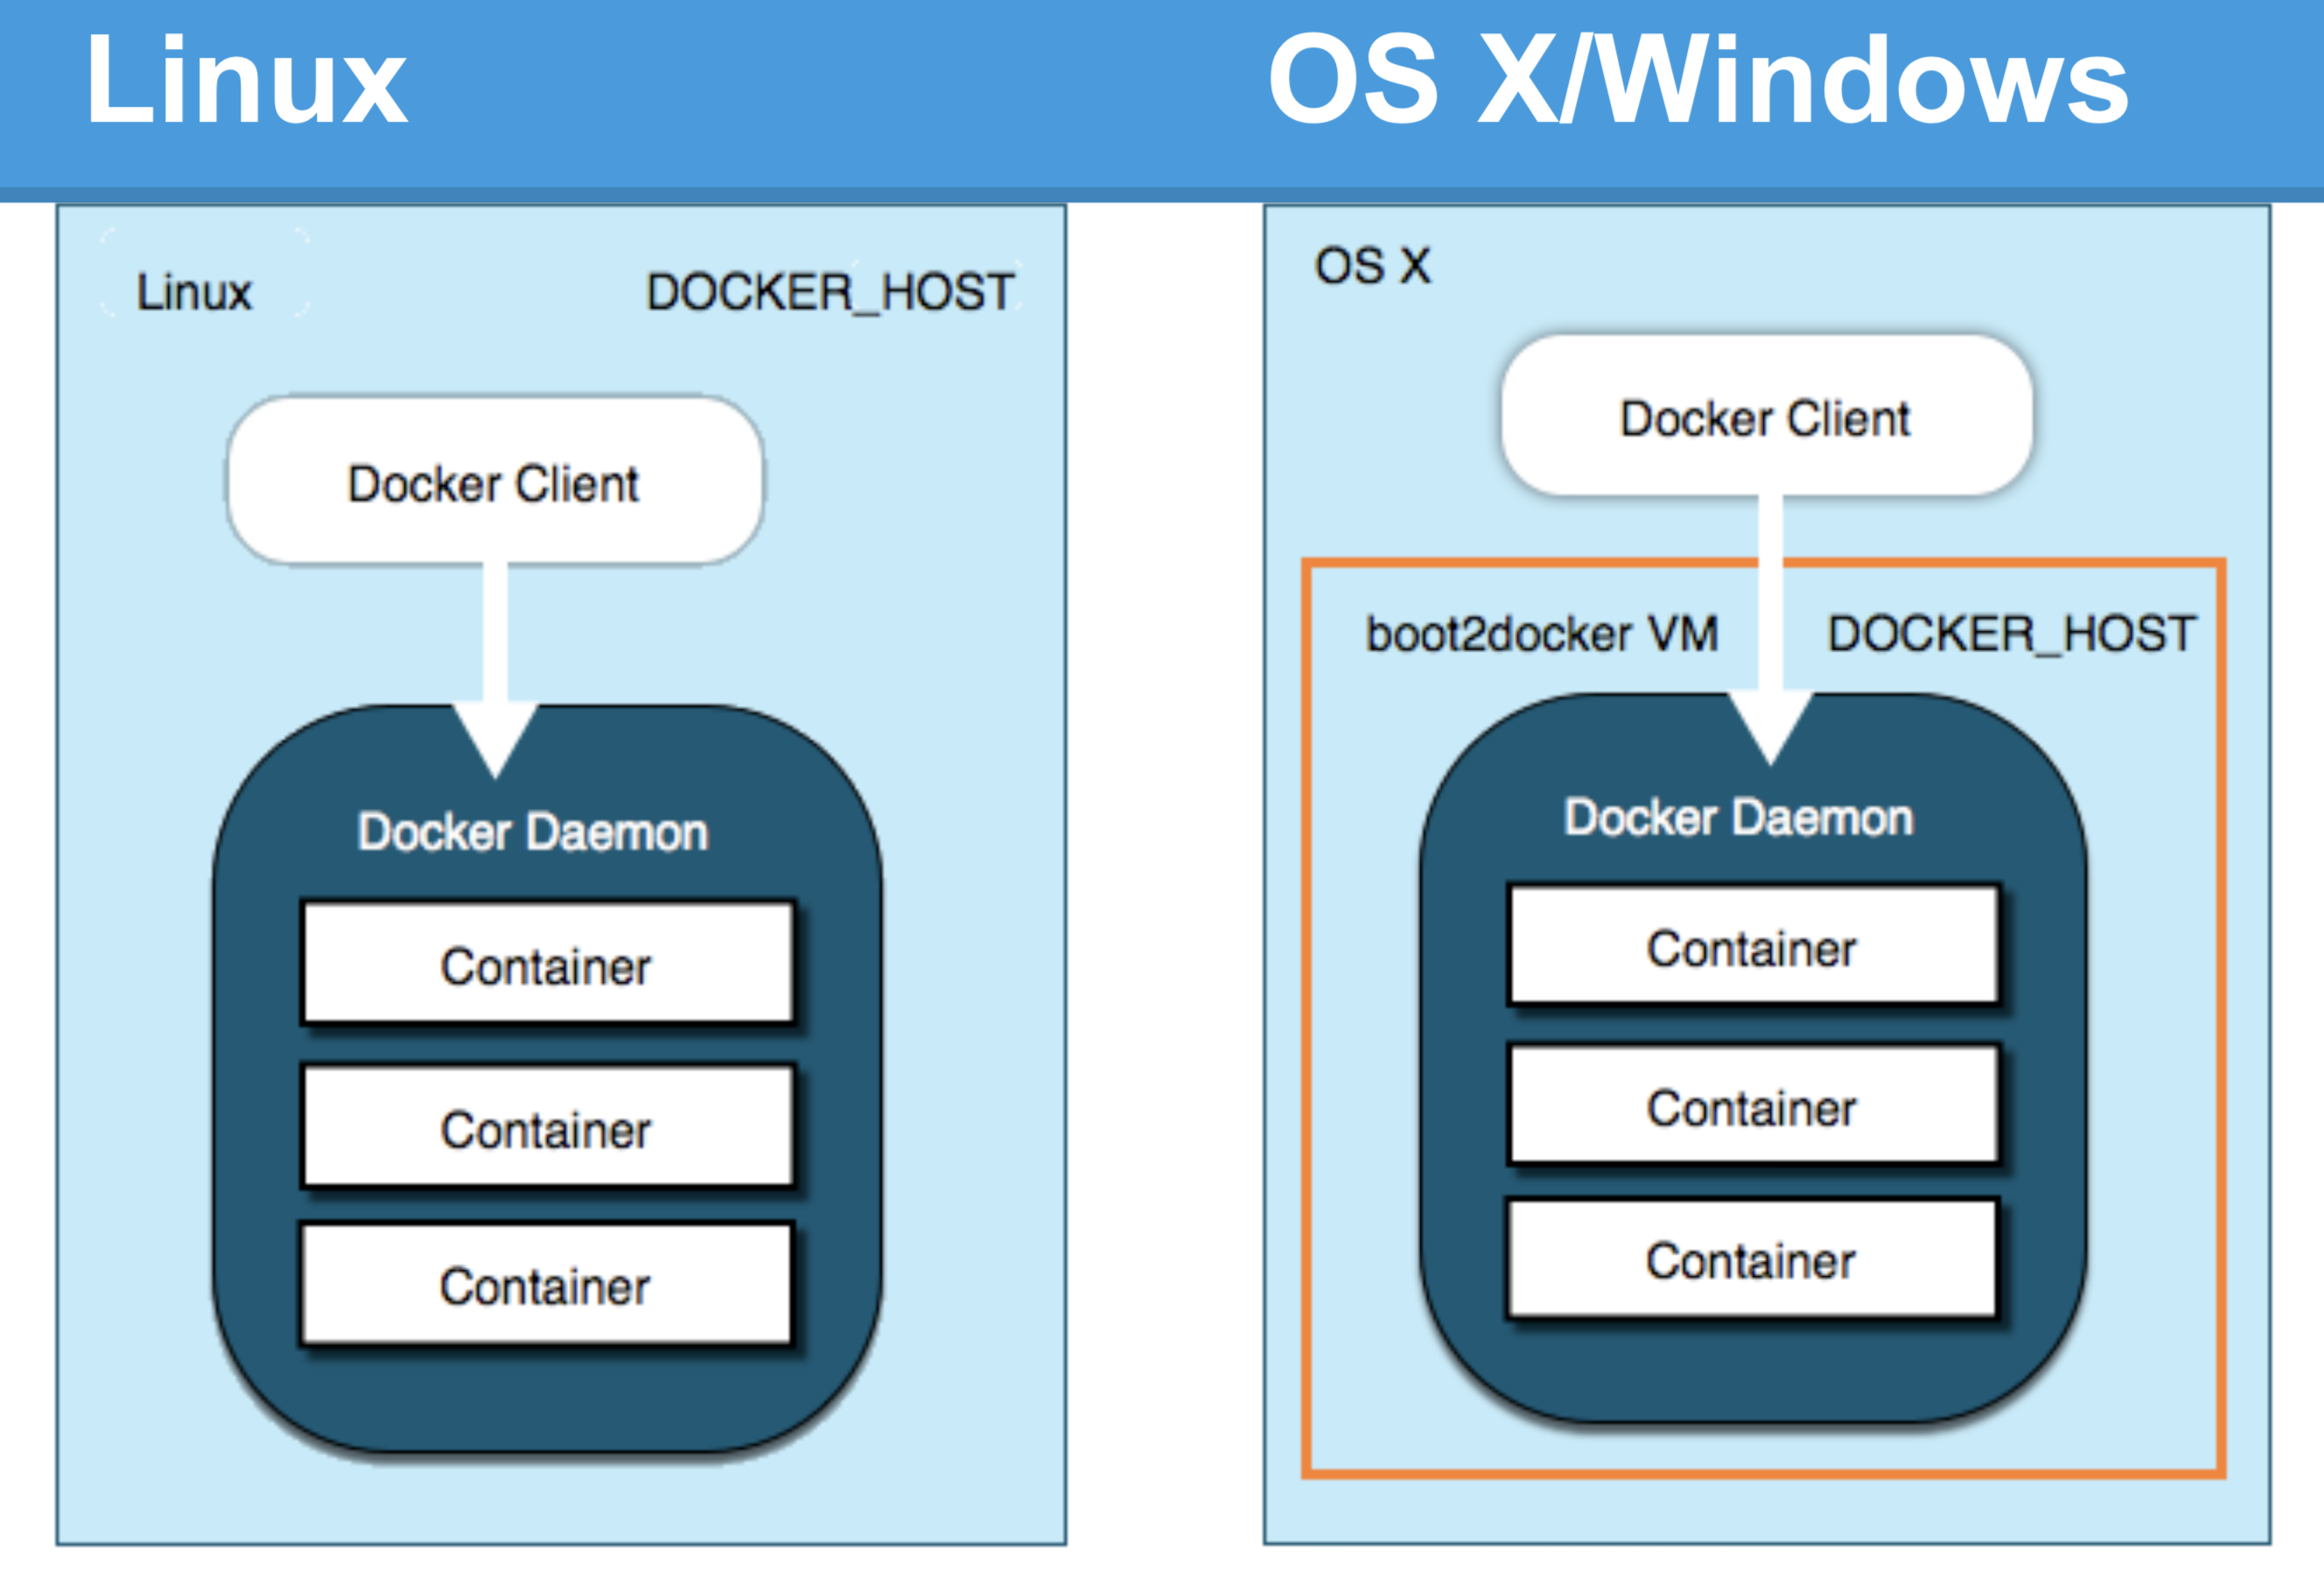 Linux
OS X/Windows
Linux
DOCKER_HOST
Docker Client
Docker Daemon
Container
Container
Container
OS X
Docker Client
boot2docker VM
DOCKER_HOST
Docker Daemon
Container
Container
Container